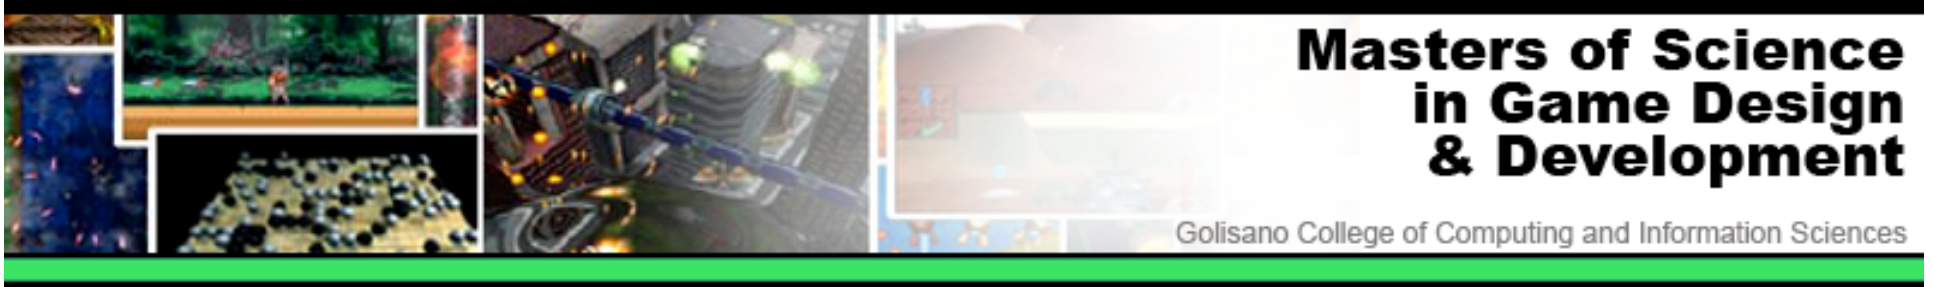 Masters of Science
in Game Design
& Development
Golisano College of Computing and Information Sciences